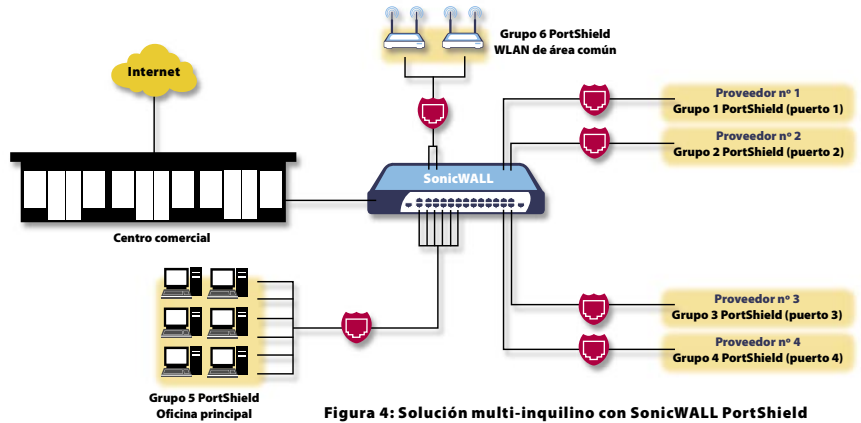 Grupo 6 PortShield
WLAN de área común
Internet
Proveedor nº 1
Grupo 1 PortShield (puerto 1)
Proveedor nº 2
Grupo 2 PortShield (puerto 2)
SonicWALL
Centro comercial
Proveedor nº 3
Grupo 3 PortShield (puerto 3)
Proveedor nº 4
Grupo 4 PortShield (puerto 4)
Grupo 5 PortShield
Oficina principal
Figura 4: Solución multi-inquilino con SonicWALL PortShield